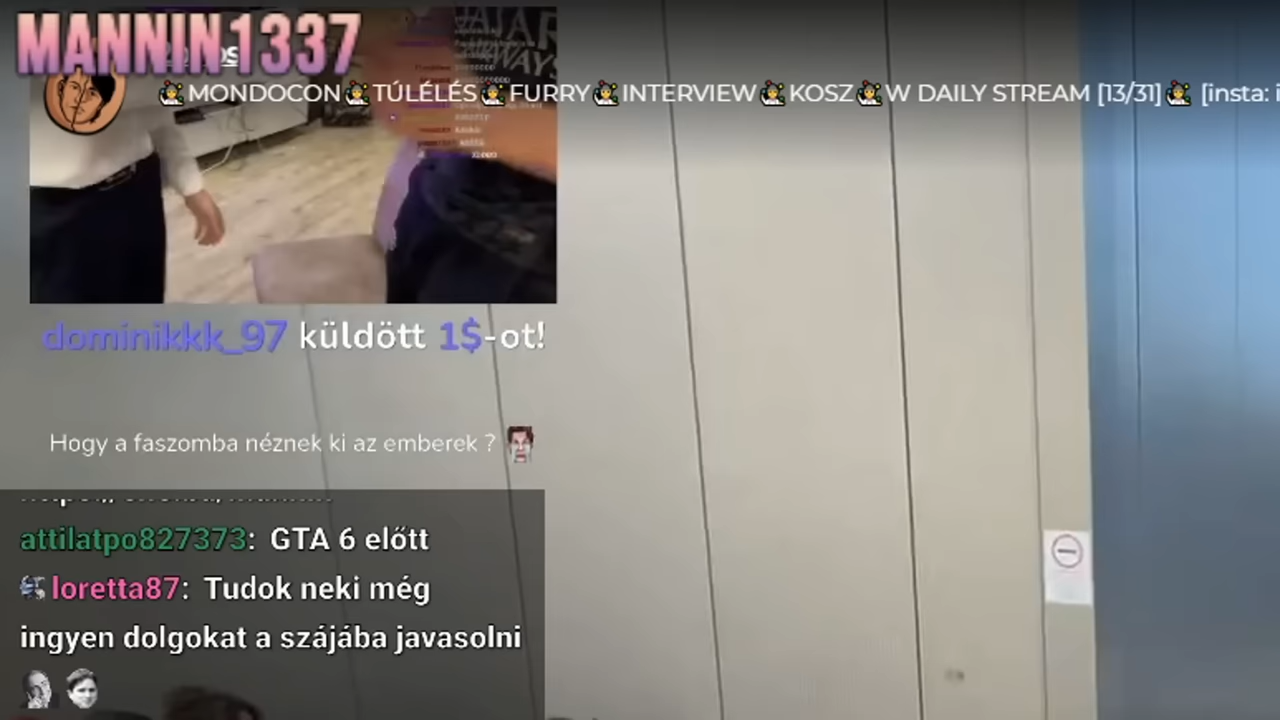 MANNIN1337
🧑‍🎤MONDOCON🧑‍🎤TÚLÉLÉS🧑‍🎤FURRY🧑‍🎤INTERVIEW🧑‍🎤KOSZ🧑‍🎤W DAILY STREAM [13/31]🧑‍🎤 [insta: i
dominikkk_97 küldött 1$-ot!
Hogy a faszomba néznek ki az emberek ?
attilatpo827373: GTA 6 előtt
loretta87: Tudok neki még
ingyen dolgokat a szájába javasolni